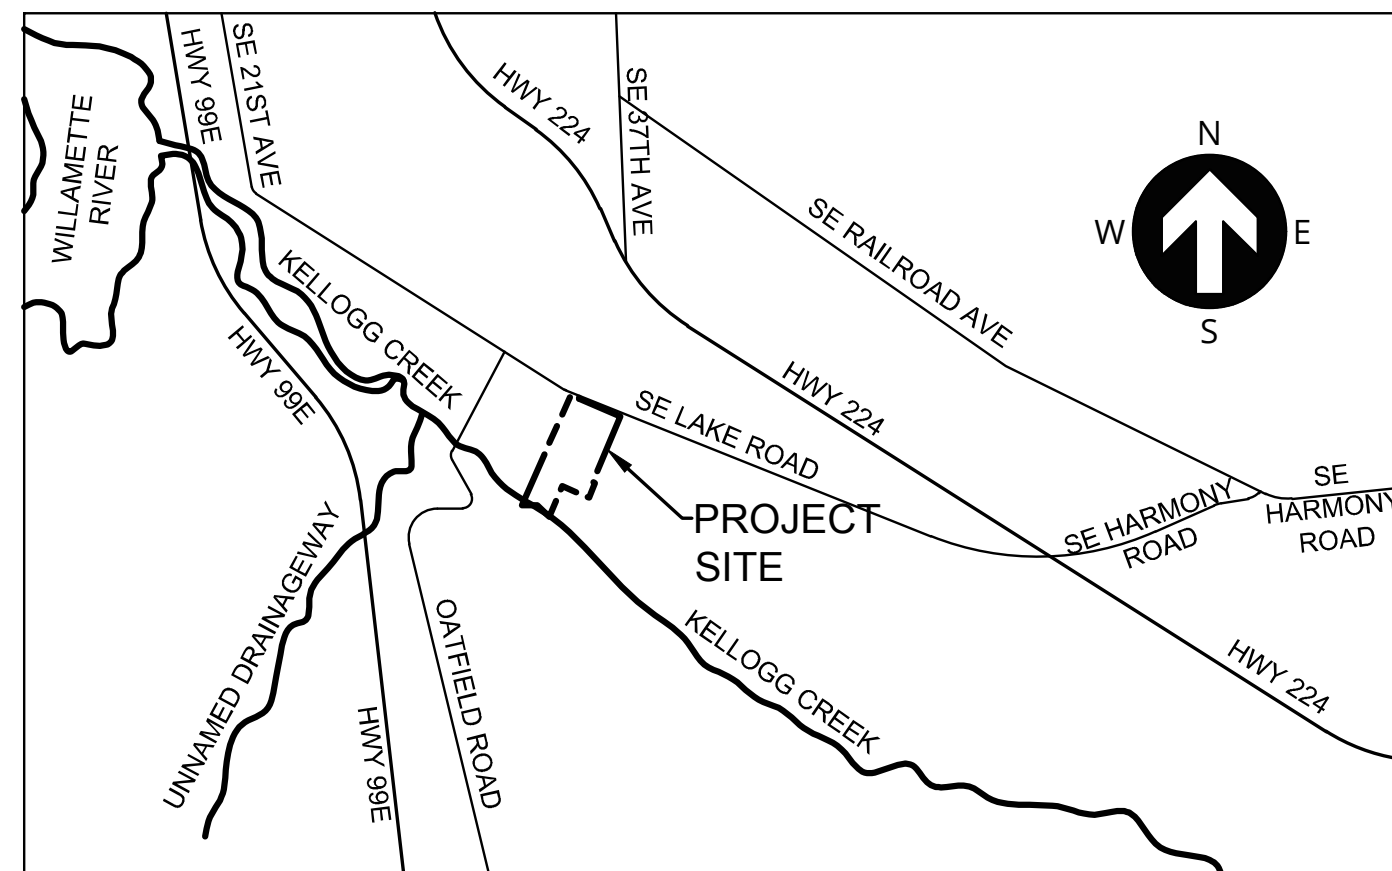 HWY 99E
SE 21ST AVE
HWY 224
SE 37TH AVE
WILLAMETTE
RIVER
N
W
E
S
SE RAILROAD AVE
KELLOGG CREEK
HWY 99E
HWY 224
SE LAKE ROAD
PROJECT
SITE
SE HARMONY
ROAD
SE
HARMONY
ROAD
UNNAMED DRAINAGEWAY
OATFIELD ROAD
KELLOGG CREEK
HWY 224
HWY 99E